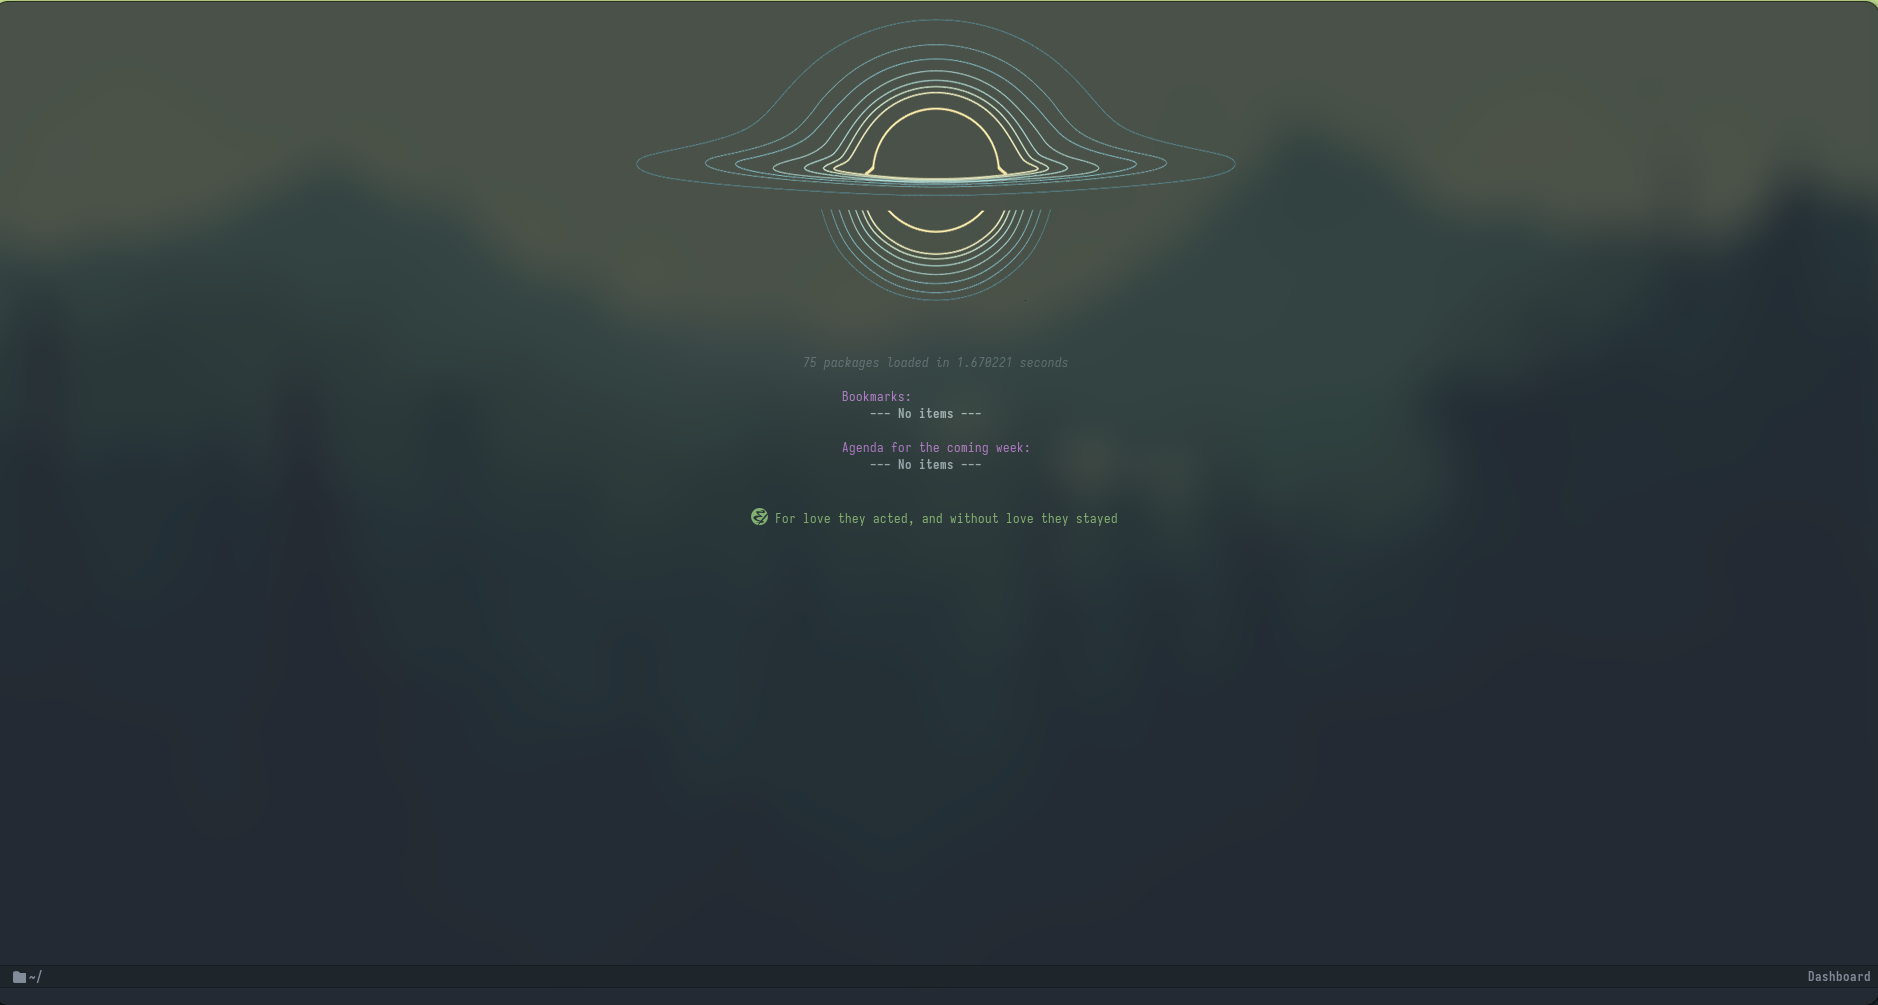 75 packages loaded in 1.670221 seconds
Bookmarks:
--- No items ---
Agenda for the coming week:
--- No items ---
For love they acted, and without love they stayed
~/
Dashboard